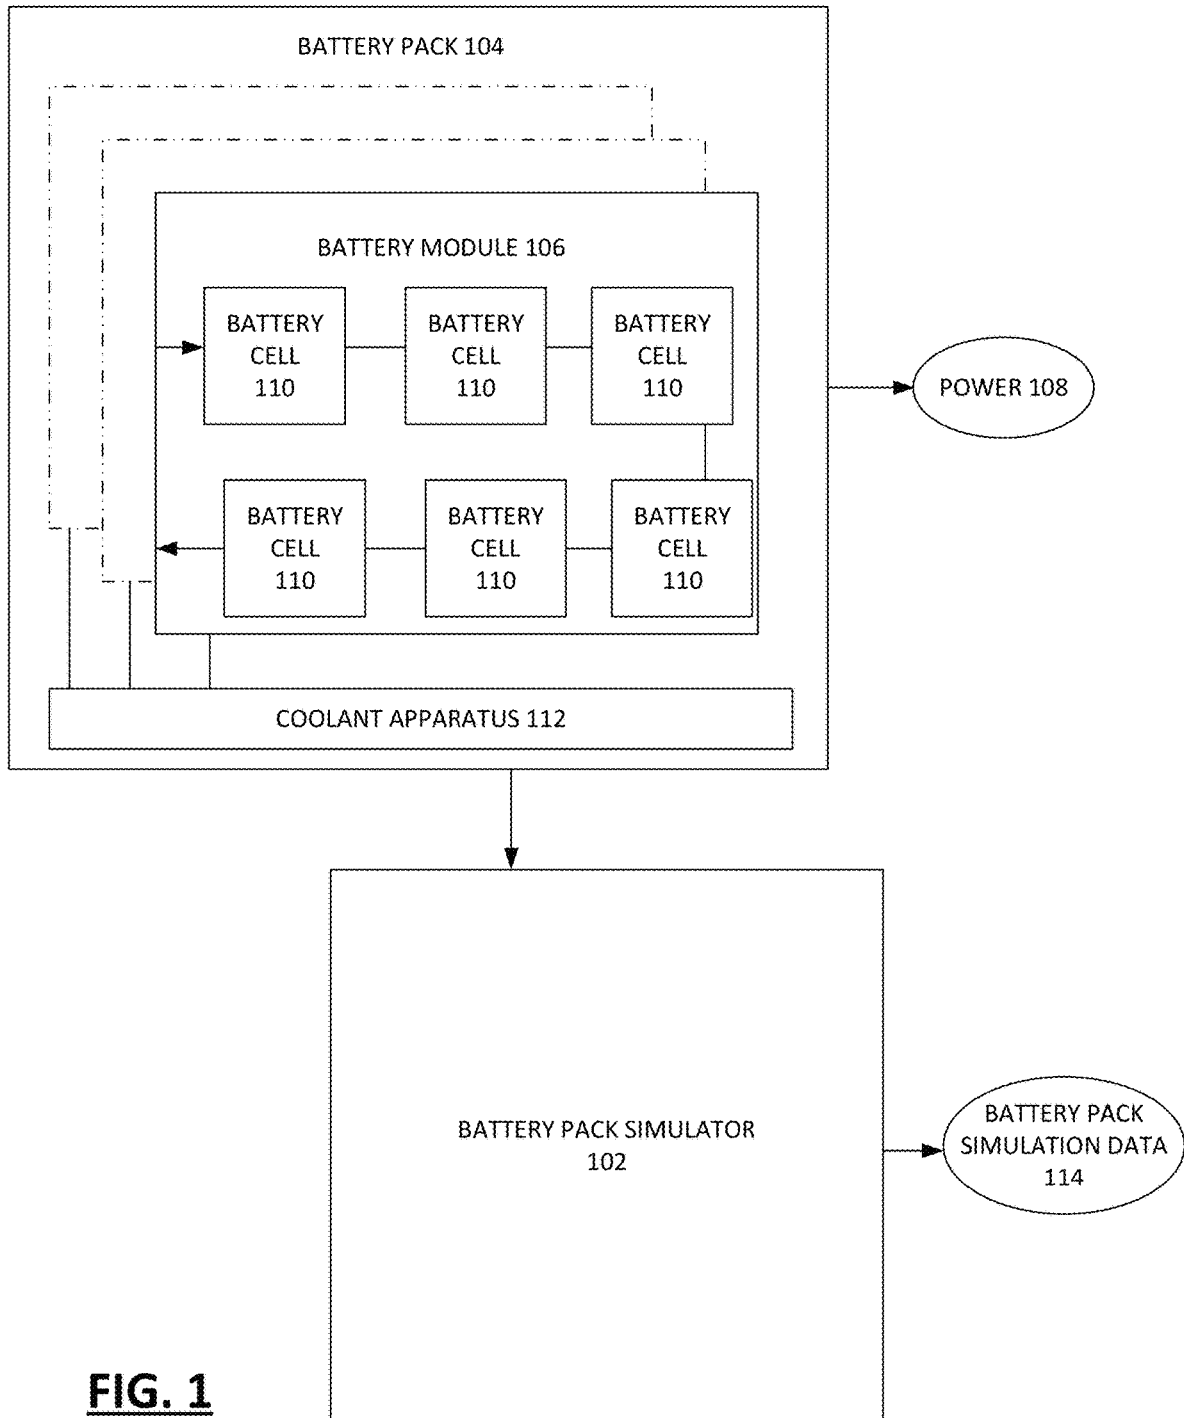 BATTERY PACK 104
BATTERY MODULE 106
BATTERY
CELL
110
BATTERY
CELL
110
BATTERY
CELL
110
BATTERY
CELL
110
BATTERY
CELL
110
BATTERY
CELL
110
POWER 108
COOLANT APPARATUS 112
BATTERY PACK SIMULATOR
102
BATTERY PACK
SIMULATION DATA
114
FIG. 1